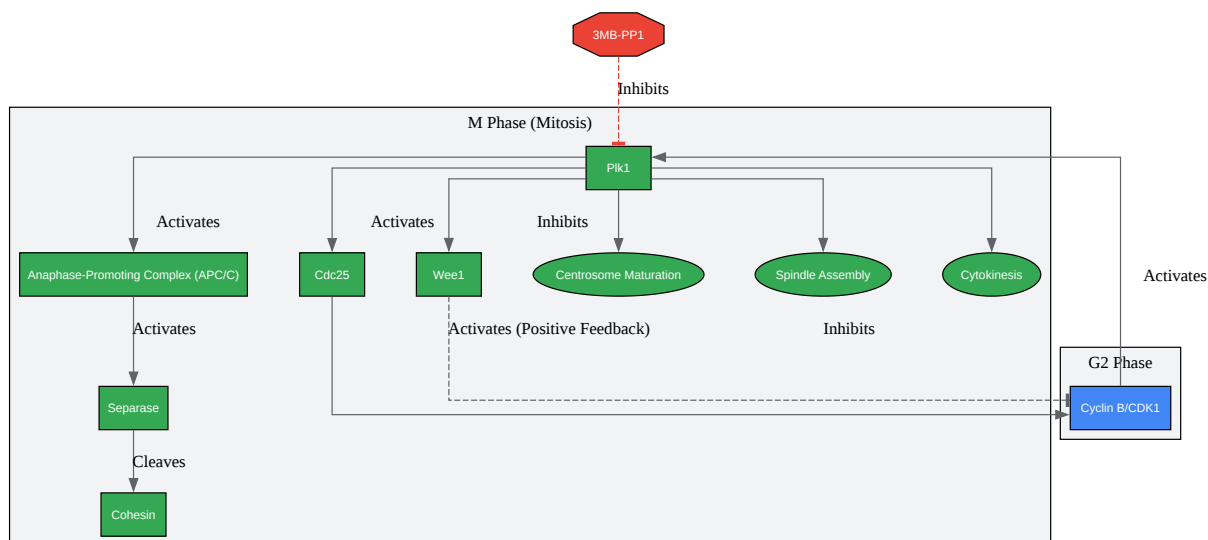 3MB-PP1
Inhibits
M Phase (Mitosis)
Plk1
Activates
Activates
Inhibits
Anaphase-Promoting Complex (APC/C)
Cdc25
Wee1
Centrosome Maturation
Spindle Assembly
Cytokinesis
Activates
Activates
Activates (Positive Feedback)
Inhibits
G2 Phase
Separase
Cyclin B/CDK1
Cleaves
Cohesin